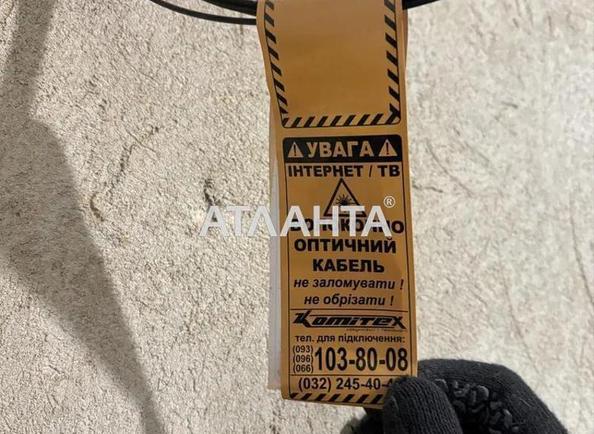 УВАГА
ІНТЕРНЕТ / ТВ
АТЛАНТА®
ОПТИЧНИЙ
КАБЕЛЬ
не заломувати !
не обрізати !
Komitex
тел. для підключення:
(093)
(096) 103-80-08
(066)
(032) 245-40-